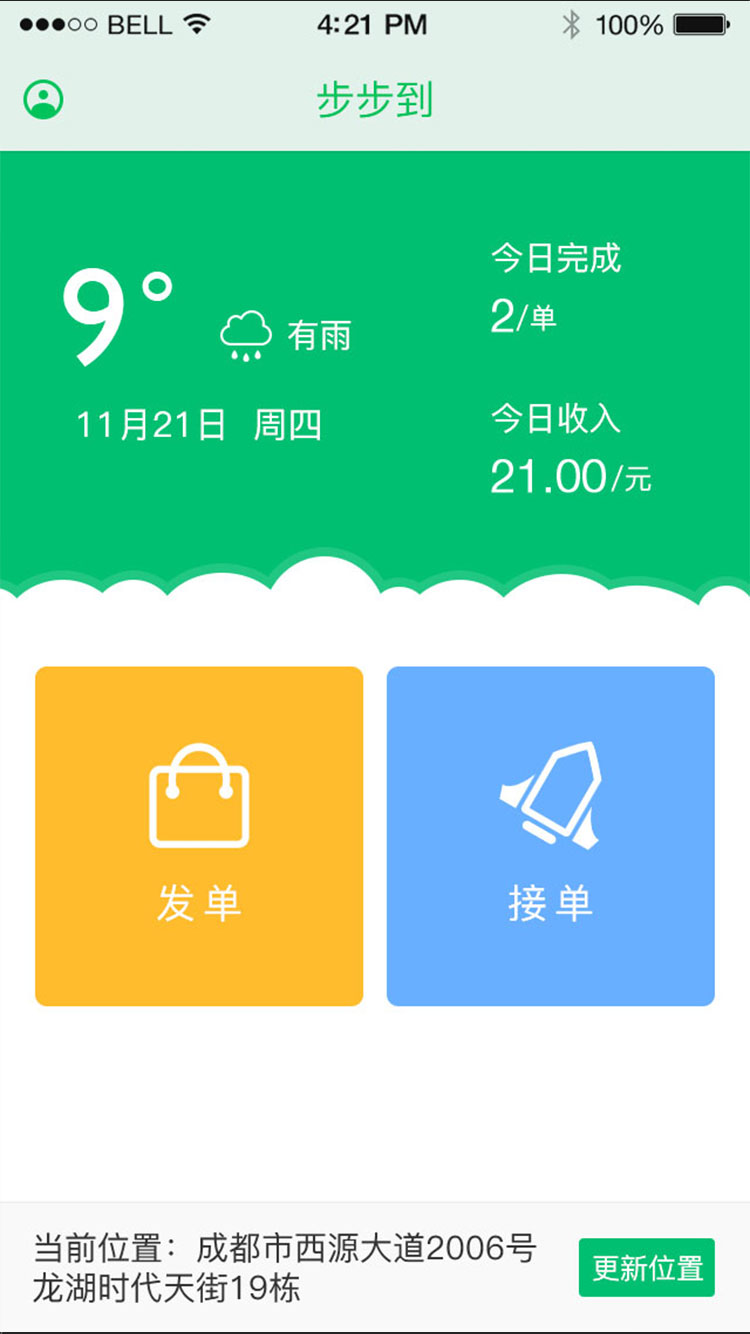 BELL 4:21 PM 100%
步步到
9°
有雨
11月21日 周四
今日完成
2/单
今日收入
21.00/元
发单
接单
当前位置：成都市西源大道2006号
龙湖时代天街19栋
更新位置